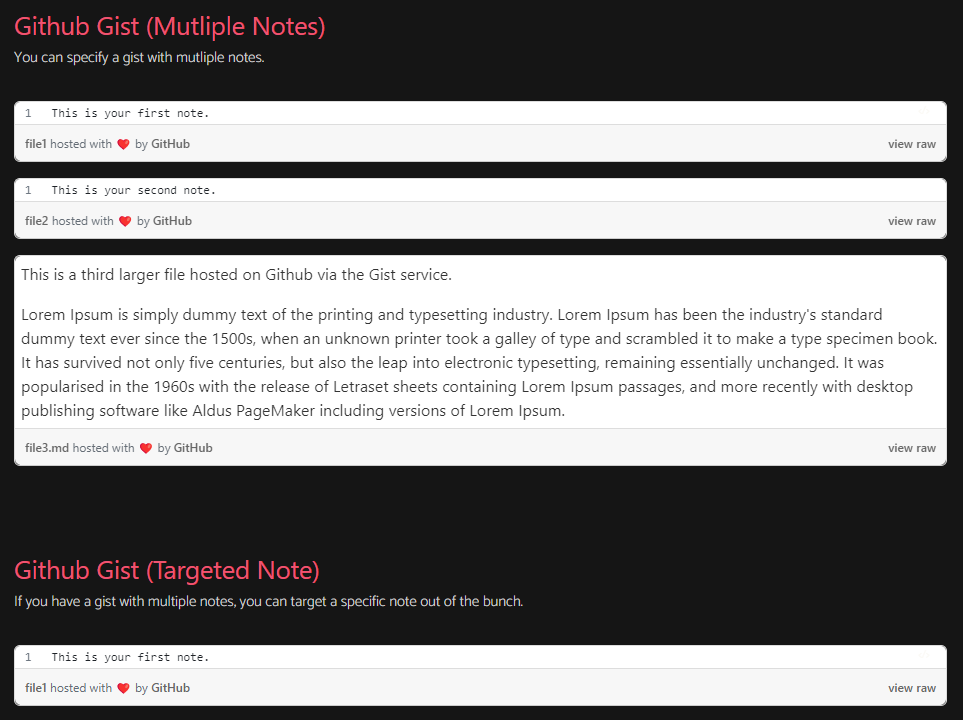 Github Gist (Mutliple Notes)
You can specify a gist with mutliple notes.
1 This is your first note.
file1 hosted with ❤ by GitHub view raw
1 This is your second note.
file2 hosted with ❤ by GitHub view raw
This is a third larger file hosted on Github via the Gist service.
Lorem Ipsum is simply dummy text of the printing and typesetting industry. Lorem Ipsum has been the industry's standard
dummy text ever since the 1500s, when an unknown printer took a galley of type and scrambled it to make a type specimen book.
It has survived not only five centuries, but also the leap into electronic typesetting, remaining essentially unchanged. It was
popularised in the 1960s with the release of Letraset sheets containing Lorem Ipsum passages, and more recently with desktop
publishing software like Aldus PageMaker including versions of Lorem Ipsum.
file3.md hosted with ❤ by GitHub view raw
Github Gist (Targeted Note)
If you have a gist with multiple notes, you can target a specific note out of the bunch.
1 This is your first note.
file1 hosted with ❤ by GitHub view raw